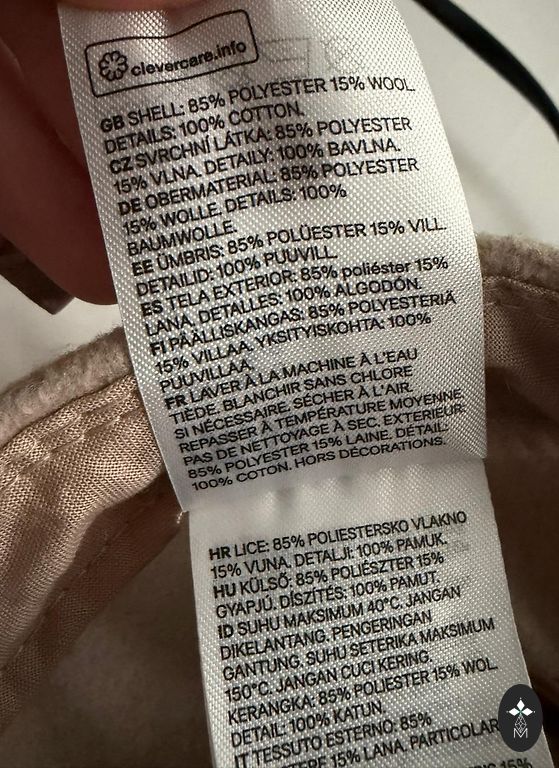 clevercare.info
GB SHELL: 85% POLYESTER 15% WOOL.
DETAILS: 100% COTTON.
CZ SVRCHNÍ LÁTKA: 85% POLYESTER
15% VLNA. DETAILY: 100% BAVLNA.
DE OBERMATERIAL: 85% POLYESTER
15% WOLLE. DETAILS: 100%
BAUMWOLLE.
EE ÜMBRIS: 85% POLÜESTER 15% VILL.
DETAILID: 100% PUUVILL.
ES TELA EXTERIOR: 85% poliéster 15%
LANA. DETALLES: 100% ALGODÓN.
FI PÄÄLLISKANGAS: 85% POLYESTERIÄ
15% VILLAA. YKSITYISKOHTA: 100%
PUUVILLAA.
FR LAVER À LA MACHINE À L'EAU
TIÈDE. BLANCHIR SANS CHLORE
SI NÉCESSAIRE. SÉCHER À L'AIR.
REPASSER À TEMPÉRATURE MOYENNE.
PAS DE NETTOYAGE À SEC. EXTERIEUR:
85% POLYESTER 15% LAINE. DÉTAIL:
100% COTON. HORS DÉCORATIONS.
HR LICE: 85% POLIESTERSKO VLAKNO
15% VUNA. DETALJI: 100% PAMUK.
HU KÜLSŐ: 85% POLIÉSZTER 15%
GYAPJÚ. DÍSZÍTÉS: 100% PAMUT.
ID SUHU MAKSIMUM 40°C. JANGAN
DIKELANTANG. PENGERINGAN
GANTUNG. SUHU SETERIKA MAKSIMUM
150°C. JANGAN CUCI KERING.
KERANGKA: 85% POLIESTER 15% WOL.
DETAIL: 100% KATUN.
IT TESSUTO ESTERNO: 85%
15% LANA. PARTICOLAR
15%